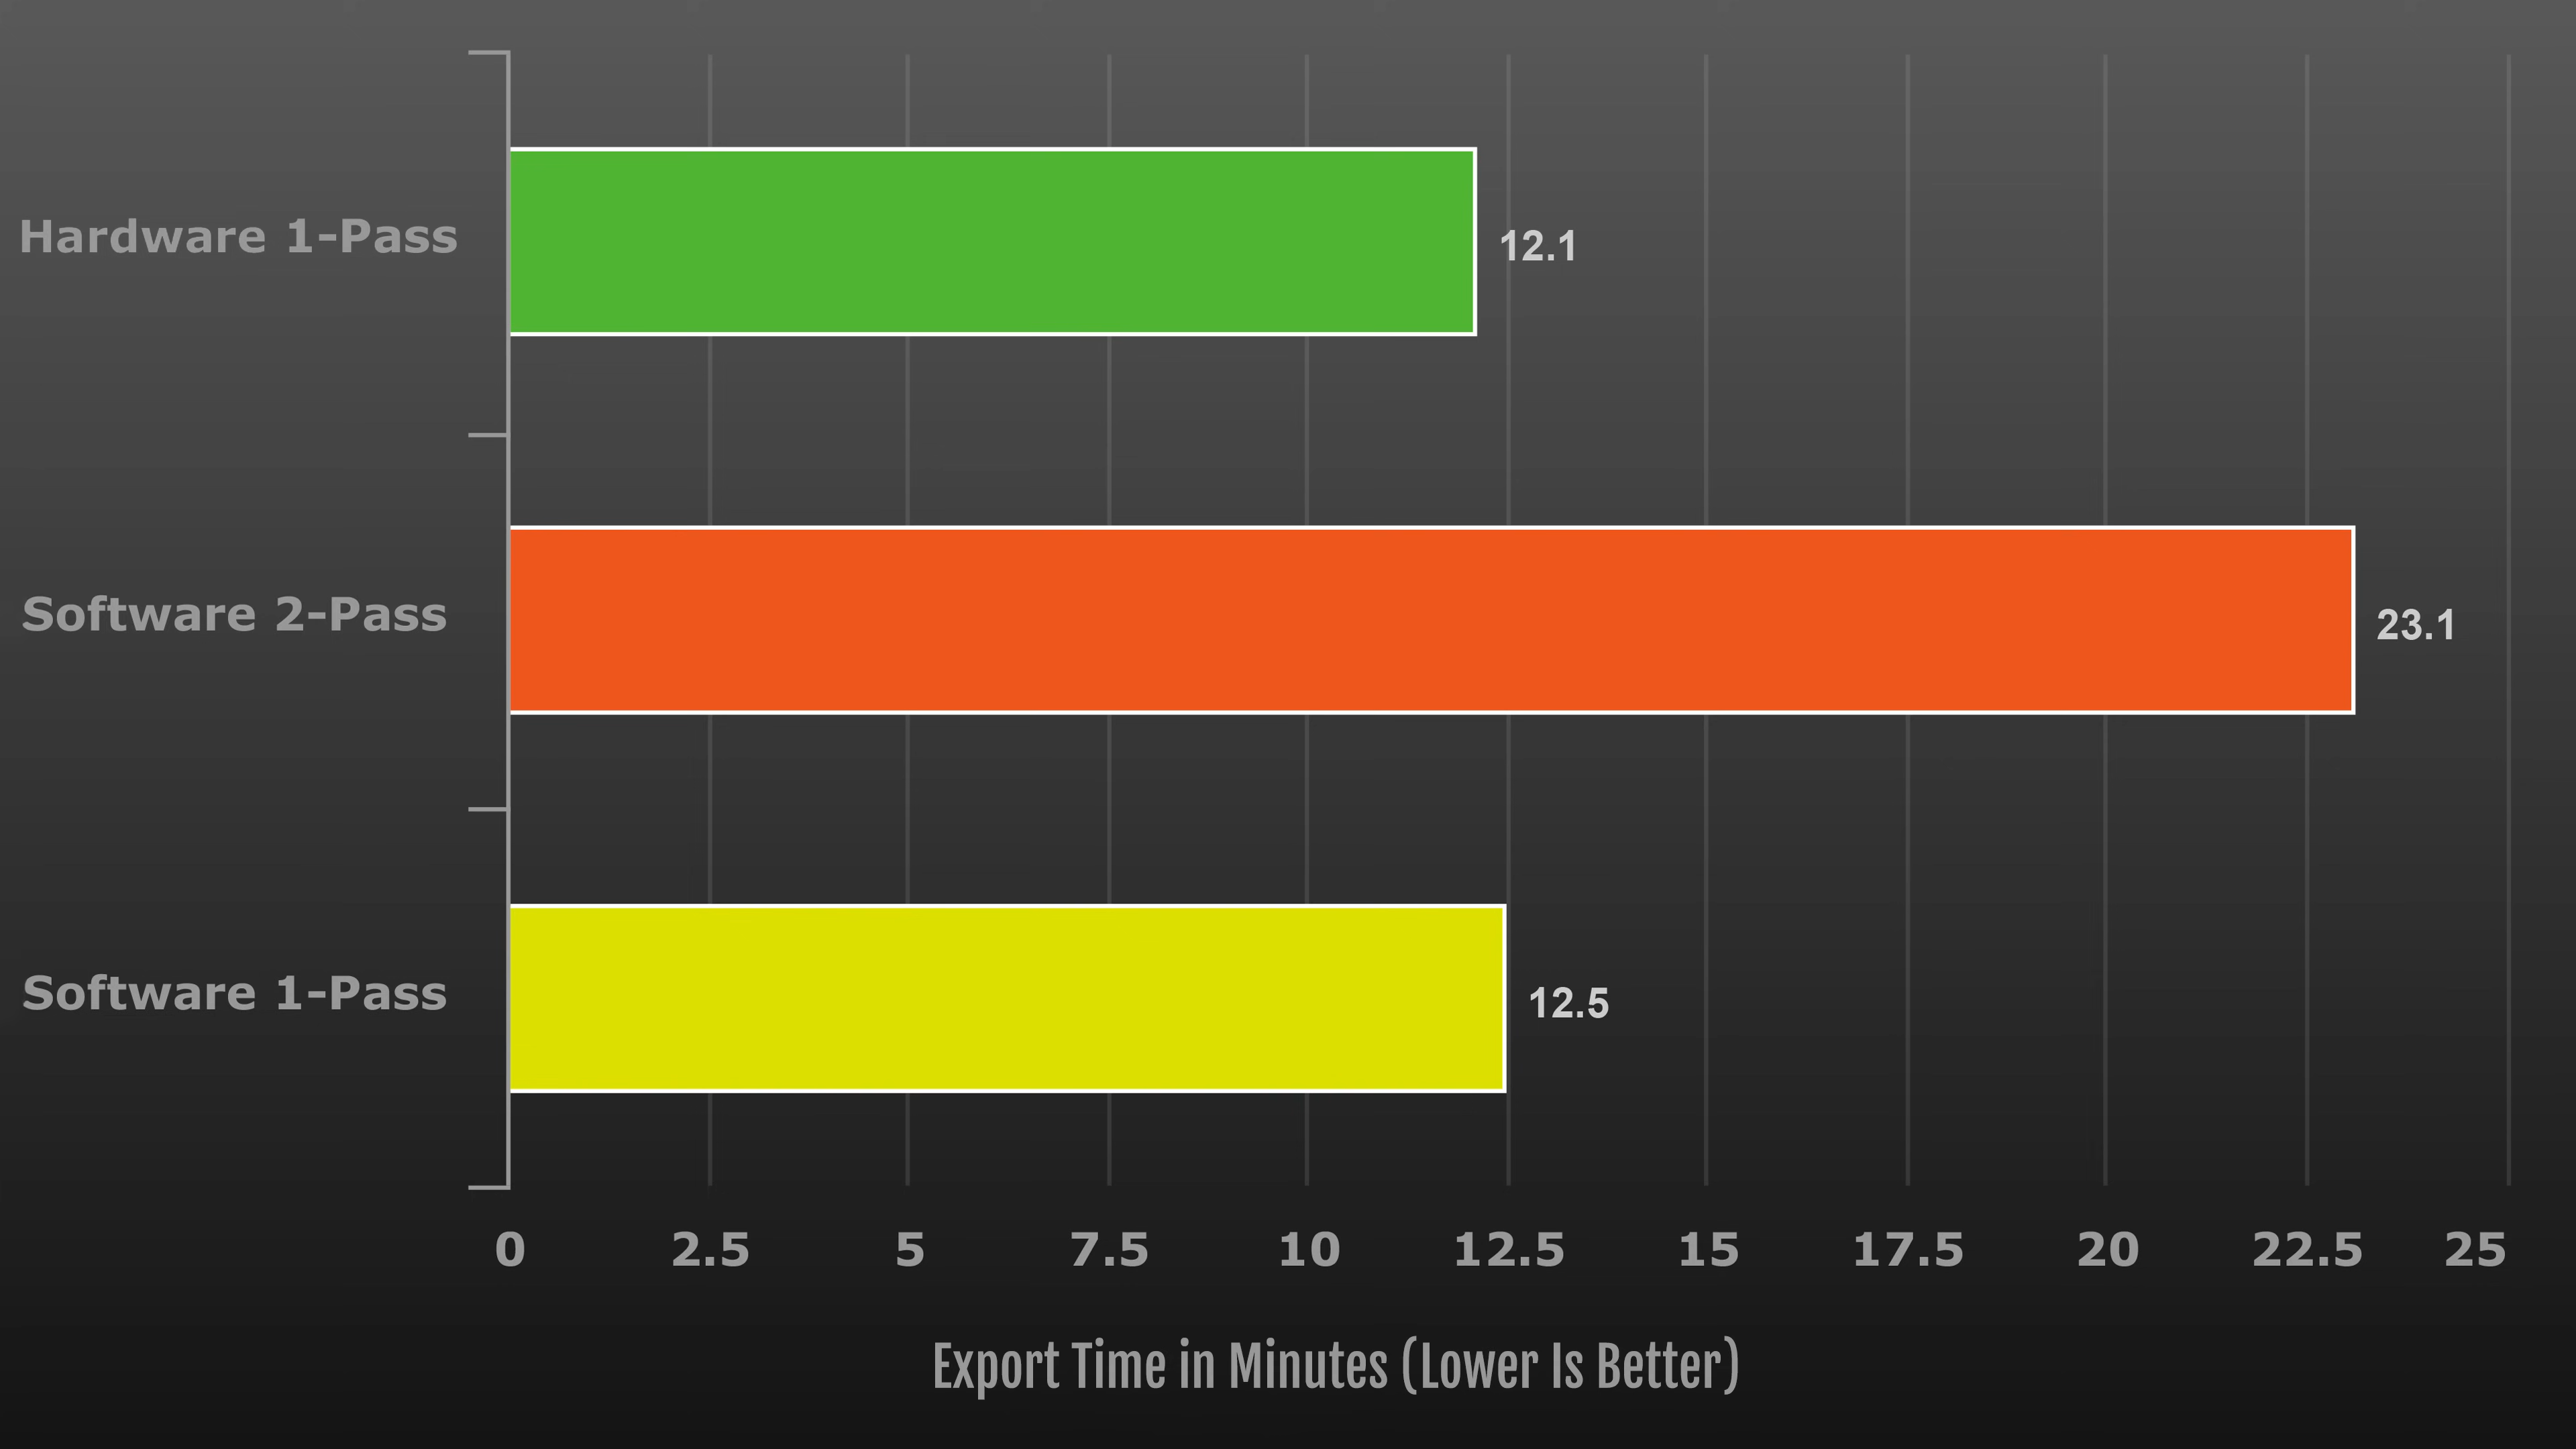 Hardware 1-Pass
12.1
Software 2-Pass
23.1
Software 1-Pass
12.5
0 2.5 5 7.5 10 12.5 15 17.5 20 22.5 25
Export Time in Minutes (Lower Is Better)